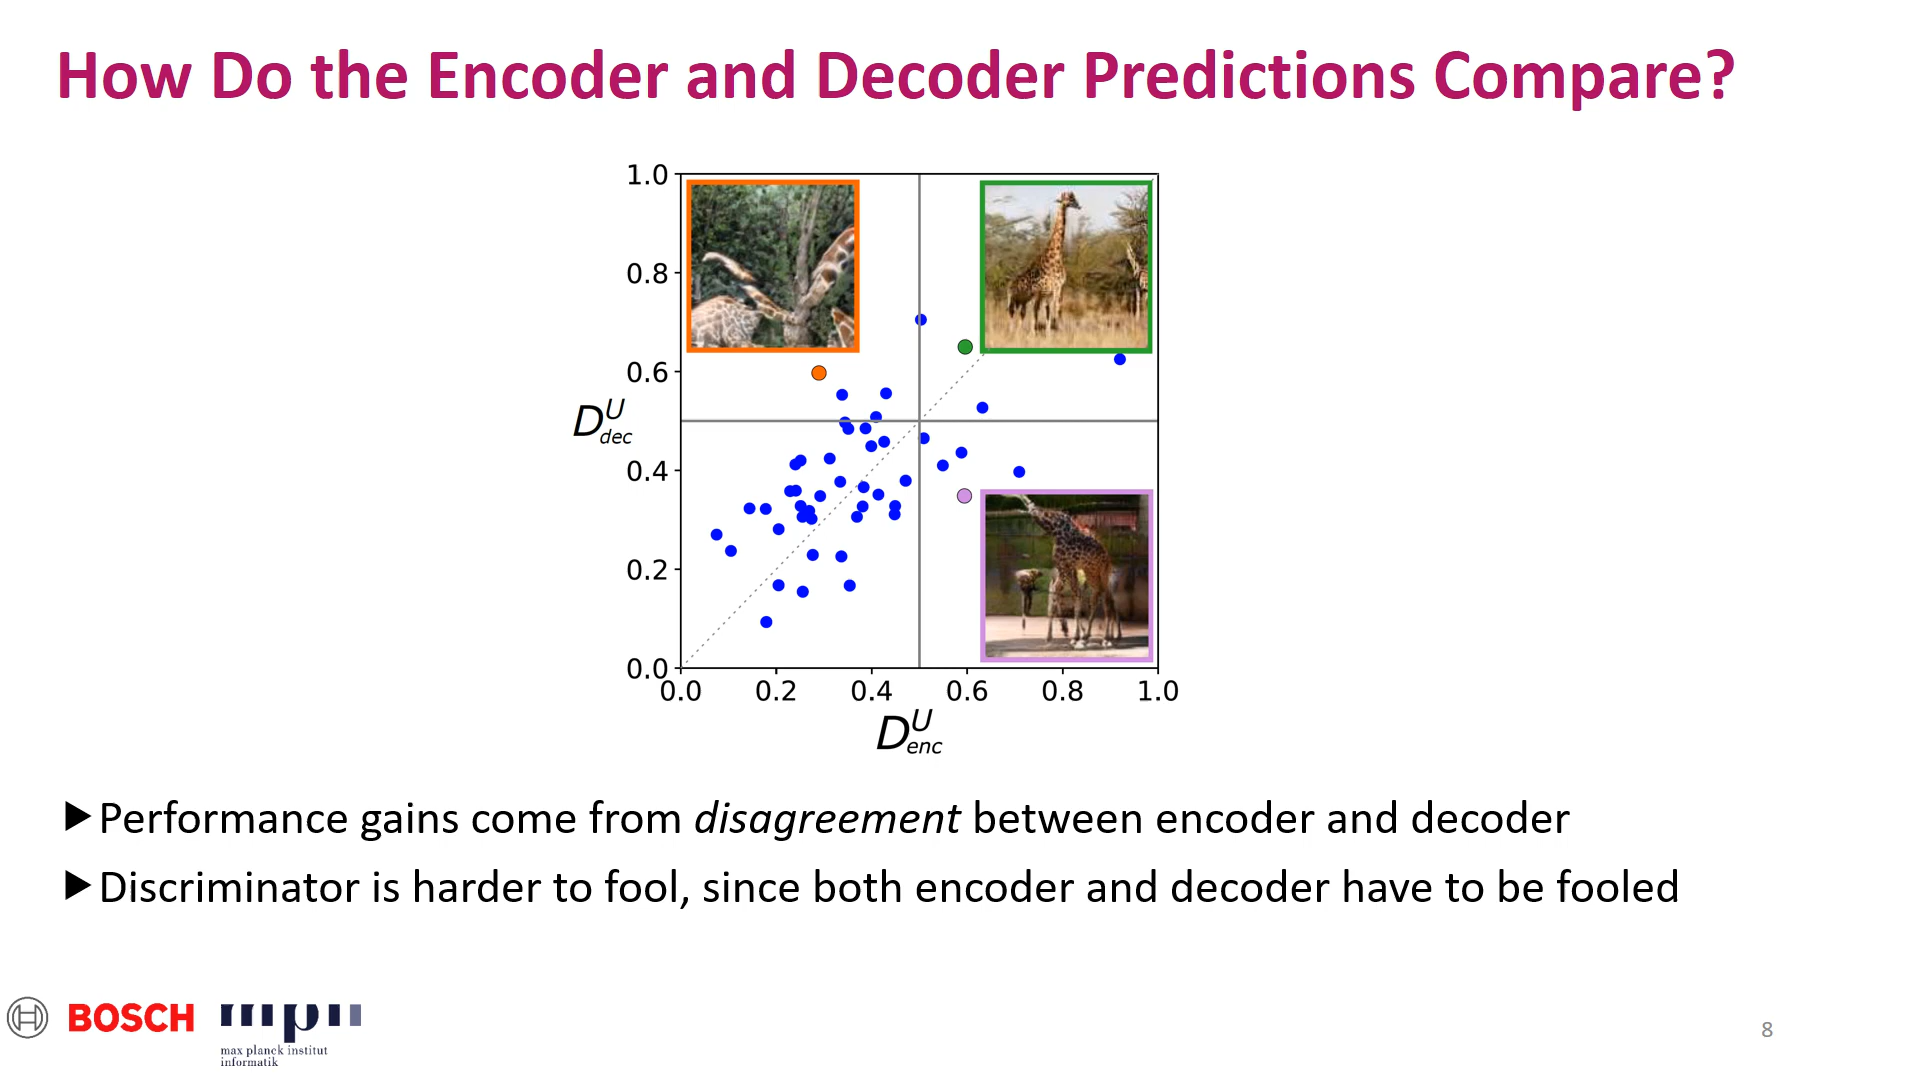 How Do the Encoder and Decoder Predictions Compare?
1.0
0.8
0.6
D^U_dec
0.4
0.2
0.0
0.0 0.2 0.4 0.6 0.8 1.0
D^U_enc
▶Performance gains come from disagreement between encoder and decoder
▶Discriminator is harder to fool, since both encoder and decoder have to be fooled
BOSCH
mpii
max planck institut
informatik
8